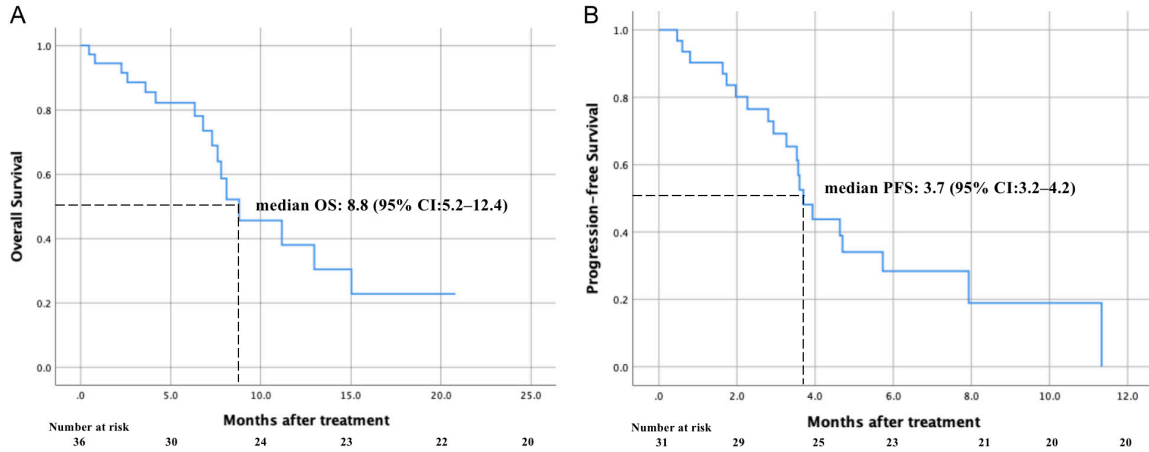 A
Overall Survival
1.0
0.8
0.6
0.4
0.2
0.0
median OS: 8.8 (95% CI:5.2–12.4)
.0 5.0 10.0 15.0 20.0 25.0
Months after treatment
Number at risk
36 30 24 23 22 20
B
Progression-free Survival
1.0
0.8
0.6
0.4
0.2
0.0
median PFS: 3.7 (95% CI:3.2–4.2)
.0 2.0 4.0 6.0 8.0 10.0 12.0
Months after treatment
Number at risk
31 29 25 23 21 20 20